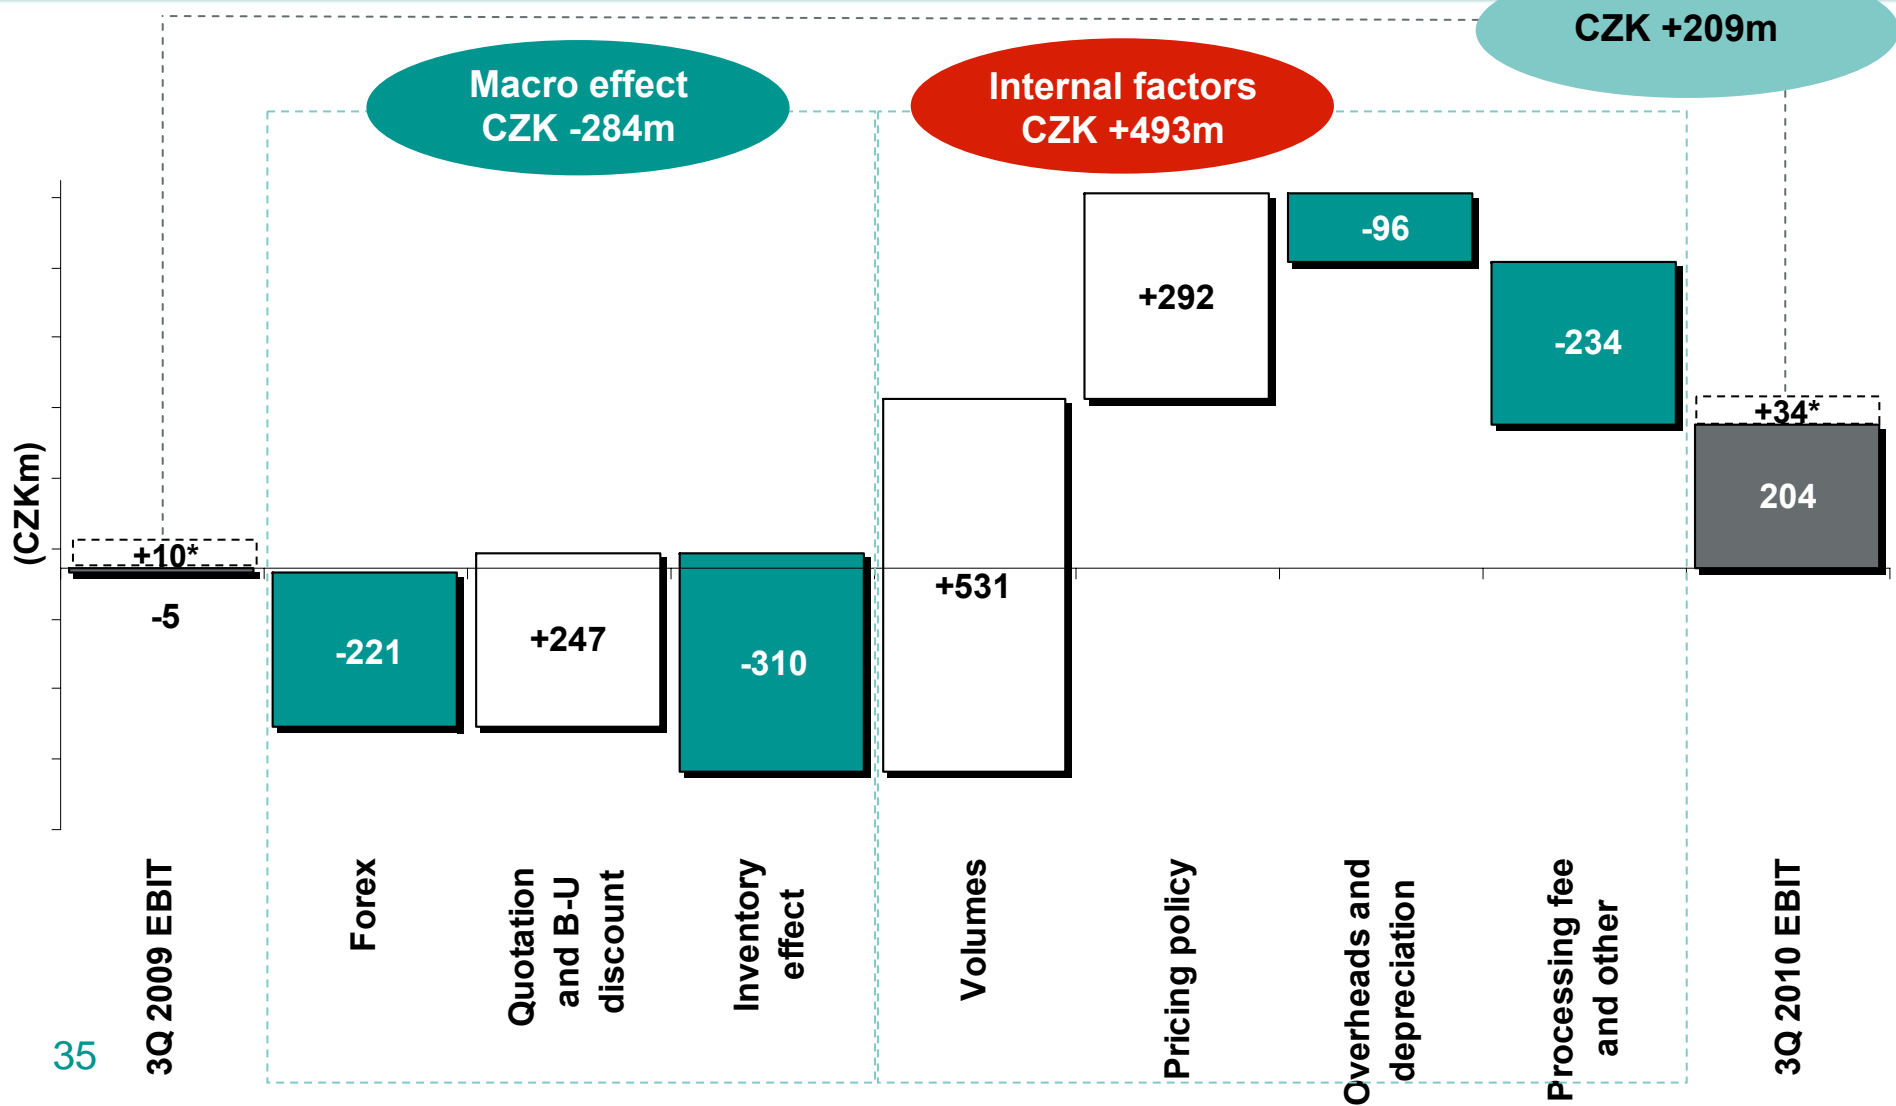 CZK +209m
Macro effect
CZK -284m
Internal factors
CZK +493m
(CZKm)
+10*
-5
-221
+247
-310
+531
+292
-96
-234
+34*
204
3Q 2009 EBIT
Forex
Quotation
and B-U
discount
Inventory
effect
Volumes
Pricing policy
Overheads and
depreciation
Processing fee
and other
3Q 2010 EBIT
35